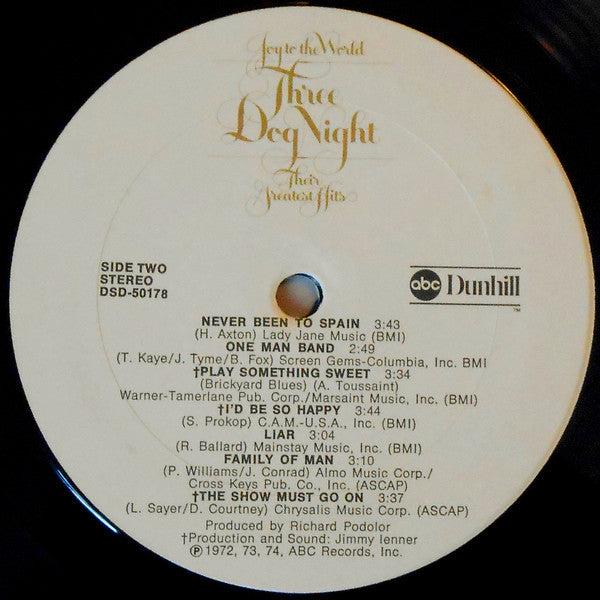 Joy to the World
Three
Dog Night
Their
Greatest Hits
SIDE TWO
STEREO
DSD-50178
abc Dunhill
™
NEVER BEEN TO SPAIN 3:43
(H. Axton) Lady Jane Music (BMI)
ONE MAN BAND 2:49
(T. Kaye/J. Tyme/B. Fox) Screen Gems-Columbia, Inc. BMI
†PLAY SOMETHING SWEET 3:34
(Brickyard Blues) (A. Toussaint)
Warner-Tamerlane Pub. Corp./Marsaint Music, Inc. (BMI)
†I'D BE SO HAPPY 3:44
(S. Prokop) C.A.M.-U.S.A., Inc. (BMI)
LIAR 3:04
(R. Ballard) Mainstay Music, Inc. (BMI)
FAMILY OF MAN 3:10
(P. Williams/J. Conrad) Almo Music Corp./
Cross Keys Pub. Co., Inc. (ASCAP)
†THE SHOW MUST GO ON 3:37
(L. Sayer/D. Courtney) Chrysalis Music Corp. (ASCAP)
Produced by Richard Podolor
†Production and Sound: Jimmy Ienner
℗ 1972, 73, 74, ABC Records, Inc.